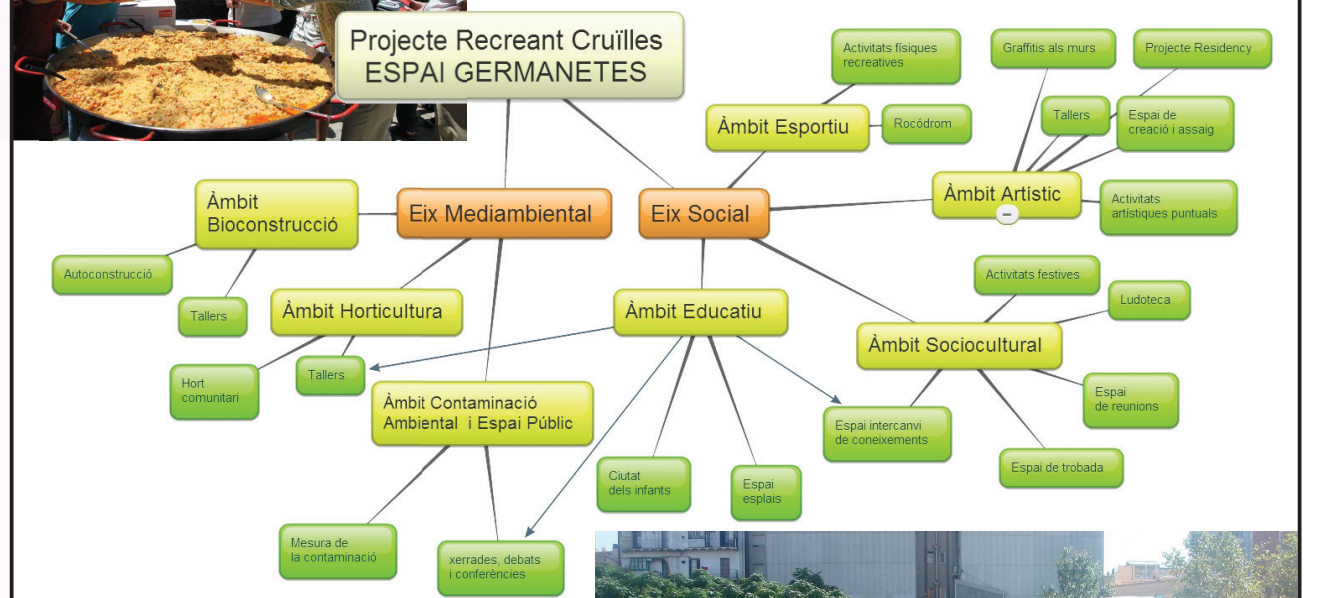 Projecte Recreant Cruïlles
ESPAI GERMANETES
Activitats físiques
recreatives
Graffitis als murs
Projecte Residency
Àmbit Esportiu
Rocódrom
Tallers
Espai de
creació i assaig
Àmbit
Bioconstrucció
Eix Mediambiental
Eix Social
Àmbit Artístic
Activitats
artístiques puntuals
Autoconstrucció
Tallers
Àmbit Horticultura
Àmbit Educatiu
Activitats festives
Ludoteca
Àmbit Sociocultural
Hort
comunitari
Tallers
Àmbit Contaminació
Ambiental i Espai Públic
Espai intercanvi
de coneixements
Espai
de reunions
Ciutat
dels infants
Espai
esplais
Espai de trobada
Mesura de
la contaminació
xerrades, debats
i conferències